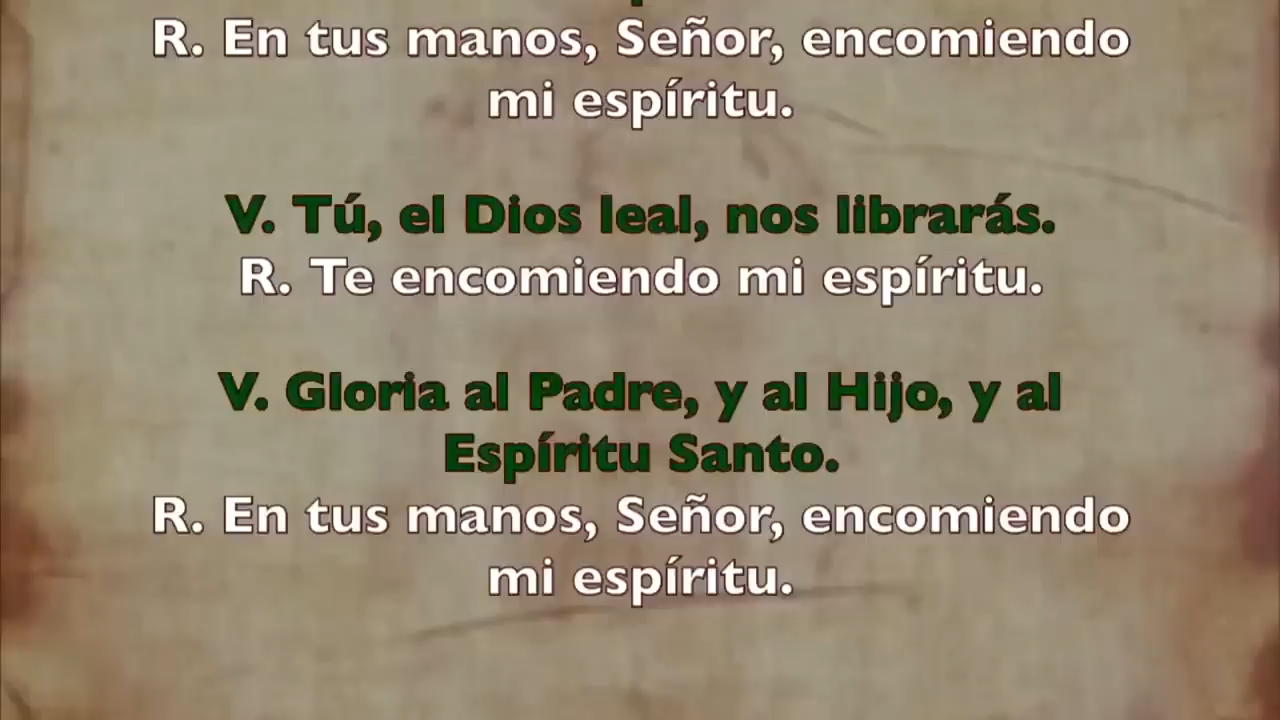 R. En tus manos, Señor, encomiendo
mi espíritu.
V. Tú, el Dios leal, nos librarás.
R. Te encomiendo mi espíritu.
V. Gloria al Padre, y al Hijo, y al
Espíritu Santo.
R. En tus manos, Señor, encomiendo
mi espíritu.